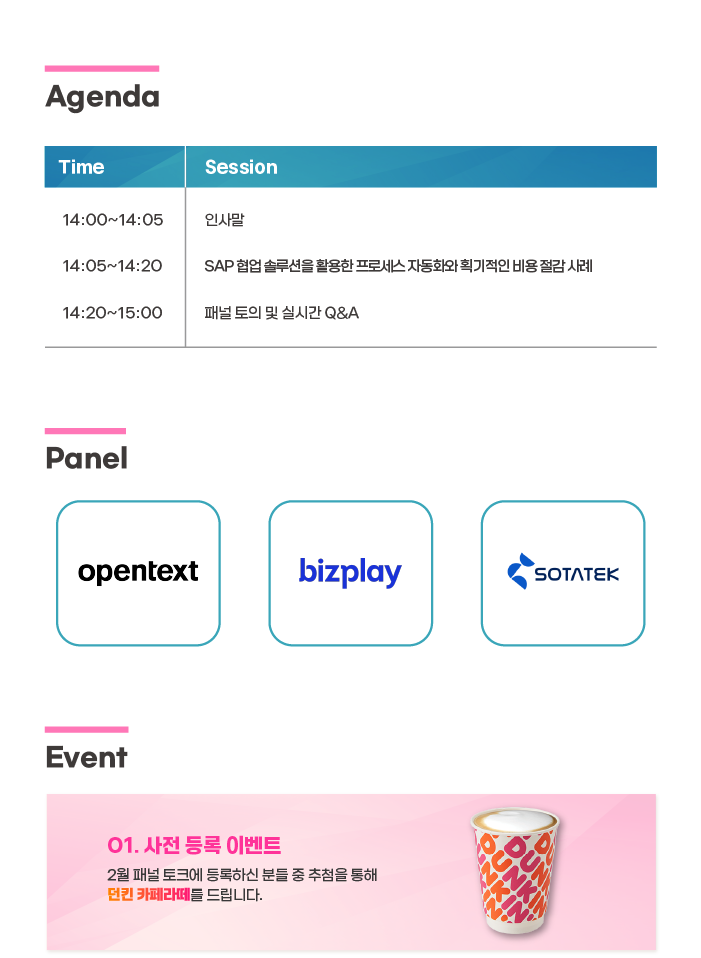 Agenda
Time Session
14:00~14:05 인사말
14:05~14:20 SAP 협업 솔루션을 활용한 프로세스 자동화와 획기적인 비용 절감 사례
14:20~15:00 패널 토의 및 실시간 Q&A
Panel
opentext bizplay SOTATEK
Event
01. 사전 등록 이벤트
2월 패널 토크에 등록하신 분들 중 추첨을 통해
던킨 카페라떼를 드립니다.
DUNKIN'